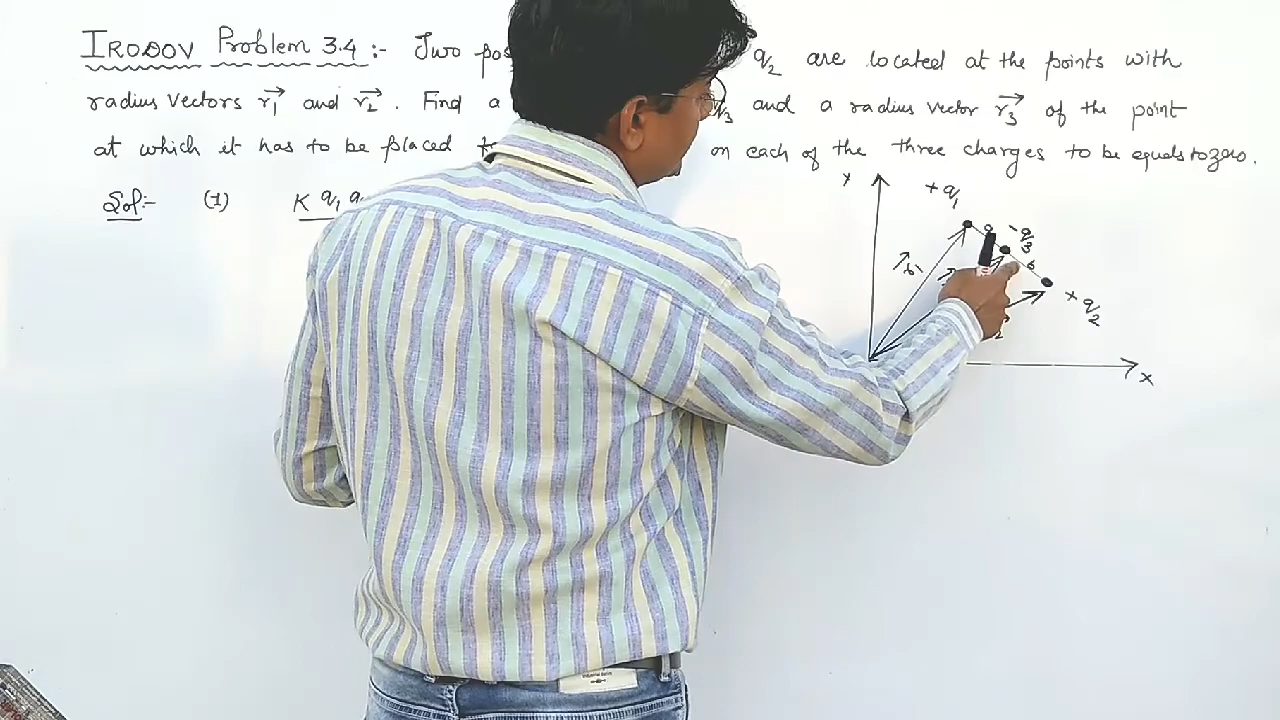 IRODOV Problem 3.4 :- Two pos q2 are located at the points with
radius vectors r1 and r2 . Find a q3 and a radius vector r3 of the point
at which it has to be placed on each of the three charges to be equals to zero.
Sol:- (1) K q1 q
y
+ q1
- q3
r1
b
+ q2
x